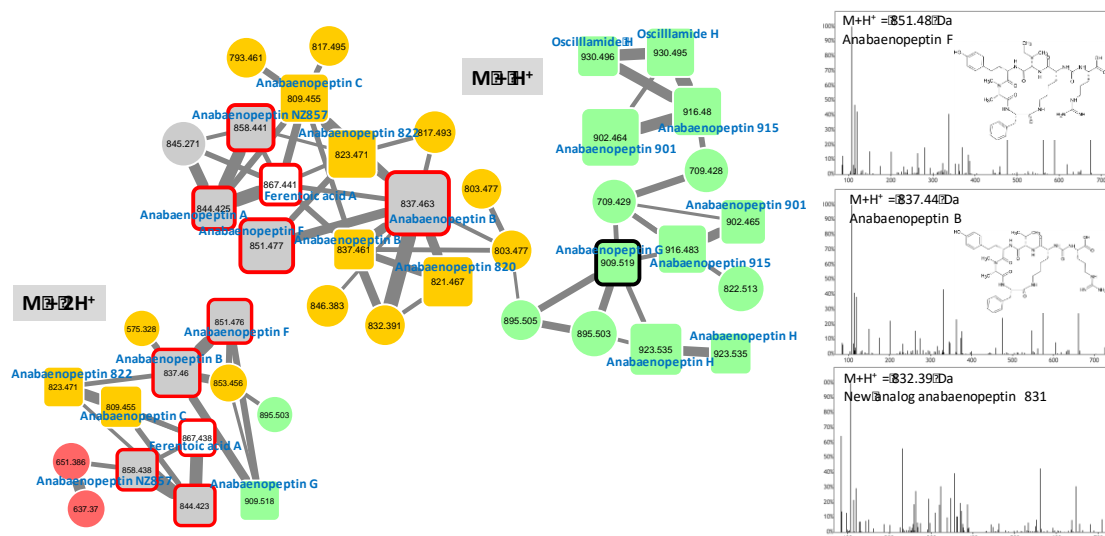 793.461
817.495
Anabaenopeptin C
809.455
Anabaenopeptin NZ857
858.441
Anabaenopeptin 822
823.471
817.493
845.271
867.441
Ferentoic acid A
803.477
Anabaenopeptin A
844.425
837.463
Anabaenopeptin B
Anabaenopeptin F
851.477
Anabaenopeptin B
837.461
803.477
Anabaenopeptin 820
821.467
846.383
832.391
Oscilllamide H
930.496
Oscilllamide H
930.495
916.48
Anabaenopeptin 915
902.464
Anabaenopeptin 901
709.428
709.429
Anabaenopeptin 901
902.465
Anabaenopeptin G
909.519
916.483
Anabaenopeptin 915
822.513
895.505
895.503
923.535
Anabaenopeptin H
Anabaenopeptin H
923.535
851.476
Anabaenopeptin F
575.328
Anabaenopeptin B
837.46
Anabaenopeptin 822
823.471
853.456
809.455
Anabaenopeptin C
895.503
867.438
Ferentoic acid A
651.386
858.438
Anabaenopeptin NZ857
Anabaenopeptin G
909.518
637.37
844.423
M+H⁺ = 851.48 Da
Anabaenopeptin F
M+H⁺ = 837.44 Da
Anabaenopeptin B
M+H⁺ = 832.39 Da
New analog anabaenopeptin 831